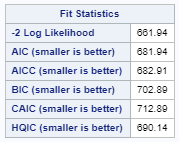 Fit Statistics
-2 Log Likelihood 661.94
AIC (smaller is better) 681.94
AICC (smaller is better) 682.91
BIC (smaller is better) 702.89
CAIC (smaller is better) 712.89
HQIC (smaller is better) 690.14